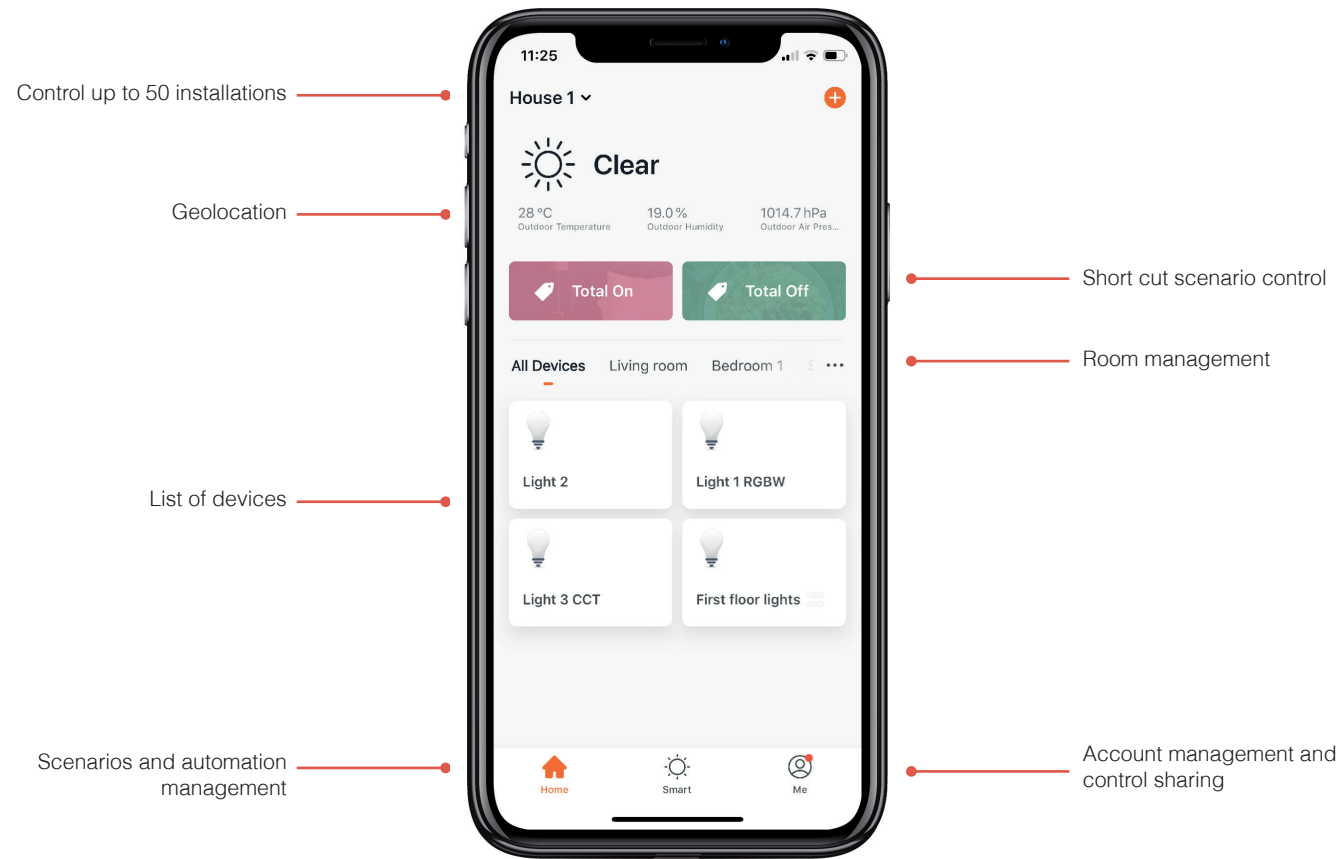 11:25
Control up to 50 installations
House 1
Clear
Geolocation
28 °C
19.0 %
1014.7 hPa
Outdoor Temperature
Outdoor Humidity
Outdoor Air Pres...
Total On
Total Off
Short cut scenario control
Room management
All Devices
Living room
Bedroom 1
S
Light 2
Light 1 RGBW
List of devices
Light 3 CCT
First floor lights
Scenarios and automation
management
Home
Smart
Me
Account management and
control sharing